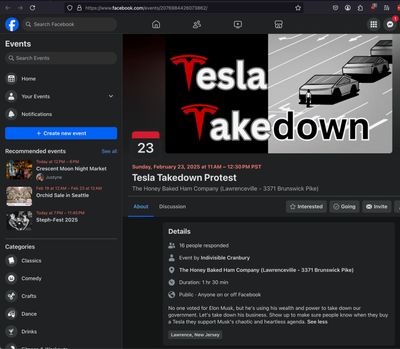 https://www.facebook.com/events/2076984426075862/
Search Facebook
Events
Search Events
Home
Your Events
Notifications
+ Create new event
Recommended events
See all
Today at 12 PM – 6 PM
Crescent Moon Night Market
Justyne
Feb 19 at 12 AM - Feb 23 at 12 AM
Orchid Sale in Seattle
Today at 7 PM – 11:45 PM
Steph-Fest 2025
Categories
Classics
Comedy
Crafts
Dance
Drinks
Tesla
Takedown
23
Sunday, February 23, 2025 at 11 AM – 12:30 PM PST
Tesla Takedown Protest
The Honey Baked Ham Company (Lawrenceville - 3371 Brunswick Pike)
About
Discussion
Interested
Going
Invite
Details
16 people responded
Event by Indivisible Cranbury
The Honey Baked Ham Company (Lawrenceville - 3371 Brunswick Pike)
Duration: 1 hr 30 min
Public · Anyone on or off Facebook
No one voted for Elon Musk, but he's using his wealth and power to take down our
government. Let's take down his business. Show up to make sure people know when they buy
a Tesla they support Musk's chaotic and heartless agenda. See less
Lawrence, New Jersey